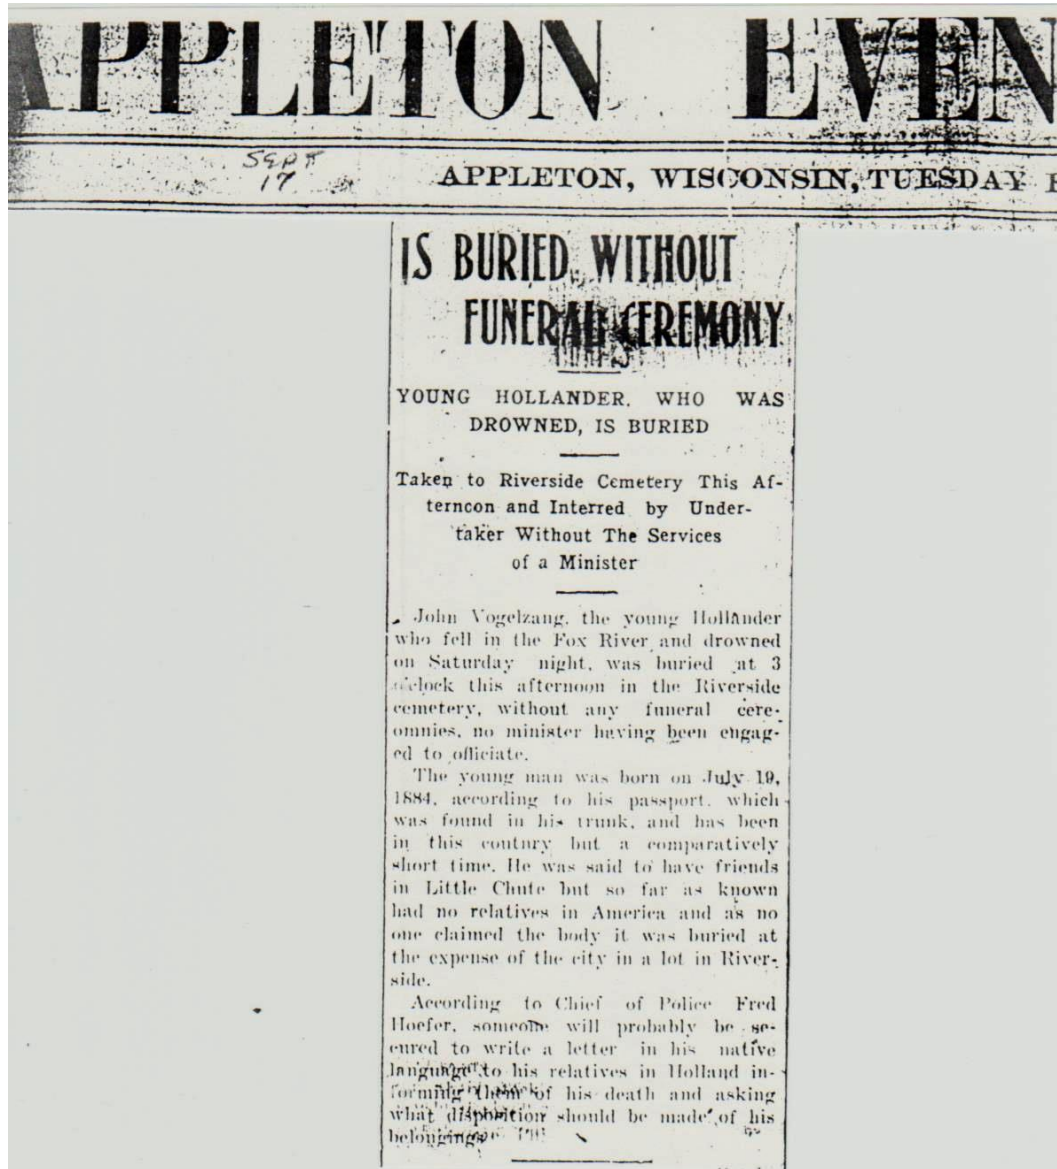 APPLETON EVEN
SEPT
17
APPLETON, WISCONSIN, TUESDAY
IS BURIED WITHOUT
FUNERAL CEREMONY
YOUNG HOLLANDER, WHO WAS
DROWNED, IS BURIED
Taken to Riverside Cemetery This Af-
ternoon and Interred by Under-
taker Without The Services
of a Minister
John Vogelzang, the young Hollander
who fell in the Fox River and drowned
on Saturday night, was buried at 3
o'clock this afternoon in the Riverside
cemetery, without any funeral cere-
omnies, no minister having been engag-
ed to officiate.
The young man was born on July 19,
1884, according to his passport, which
was found in his trunk, and has been
in this coutnry but a comparatively
short time. He was said to have friends
in Little Chute but so far as known
had no relatives in America and as no
one claimed the body it was buried at
the expense of the city in a lot in River-
side.
According to Chief of Police Fred
Hoefer, someone will probably be se-
cured to write a letter in his native
language to his relatives in Holland in-
forming them of his death and asking
what disposition should be made of his
belongings